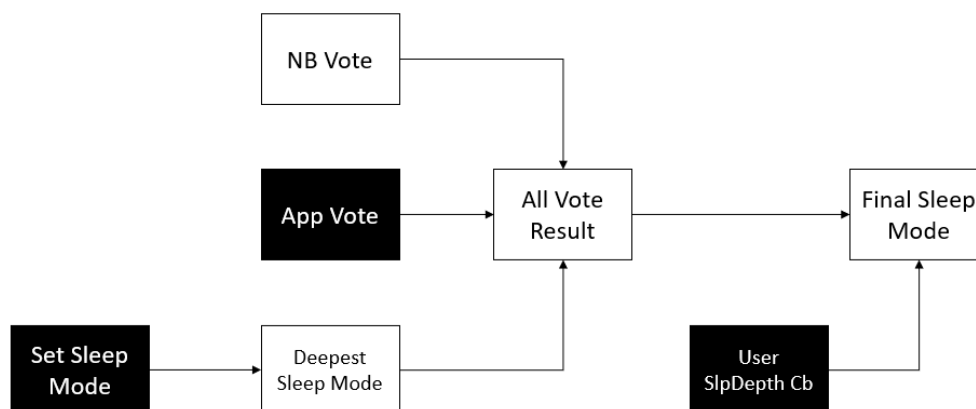 NB Vote
App Vote
All Vote
Result
Final Sleep
Mode
Set Sleep
Mode
Deepest
Sleep Mode
User
SlpDepth Cb